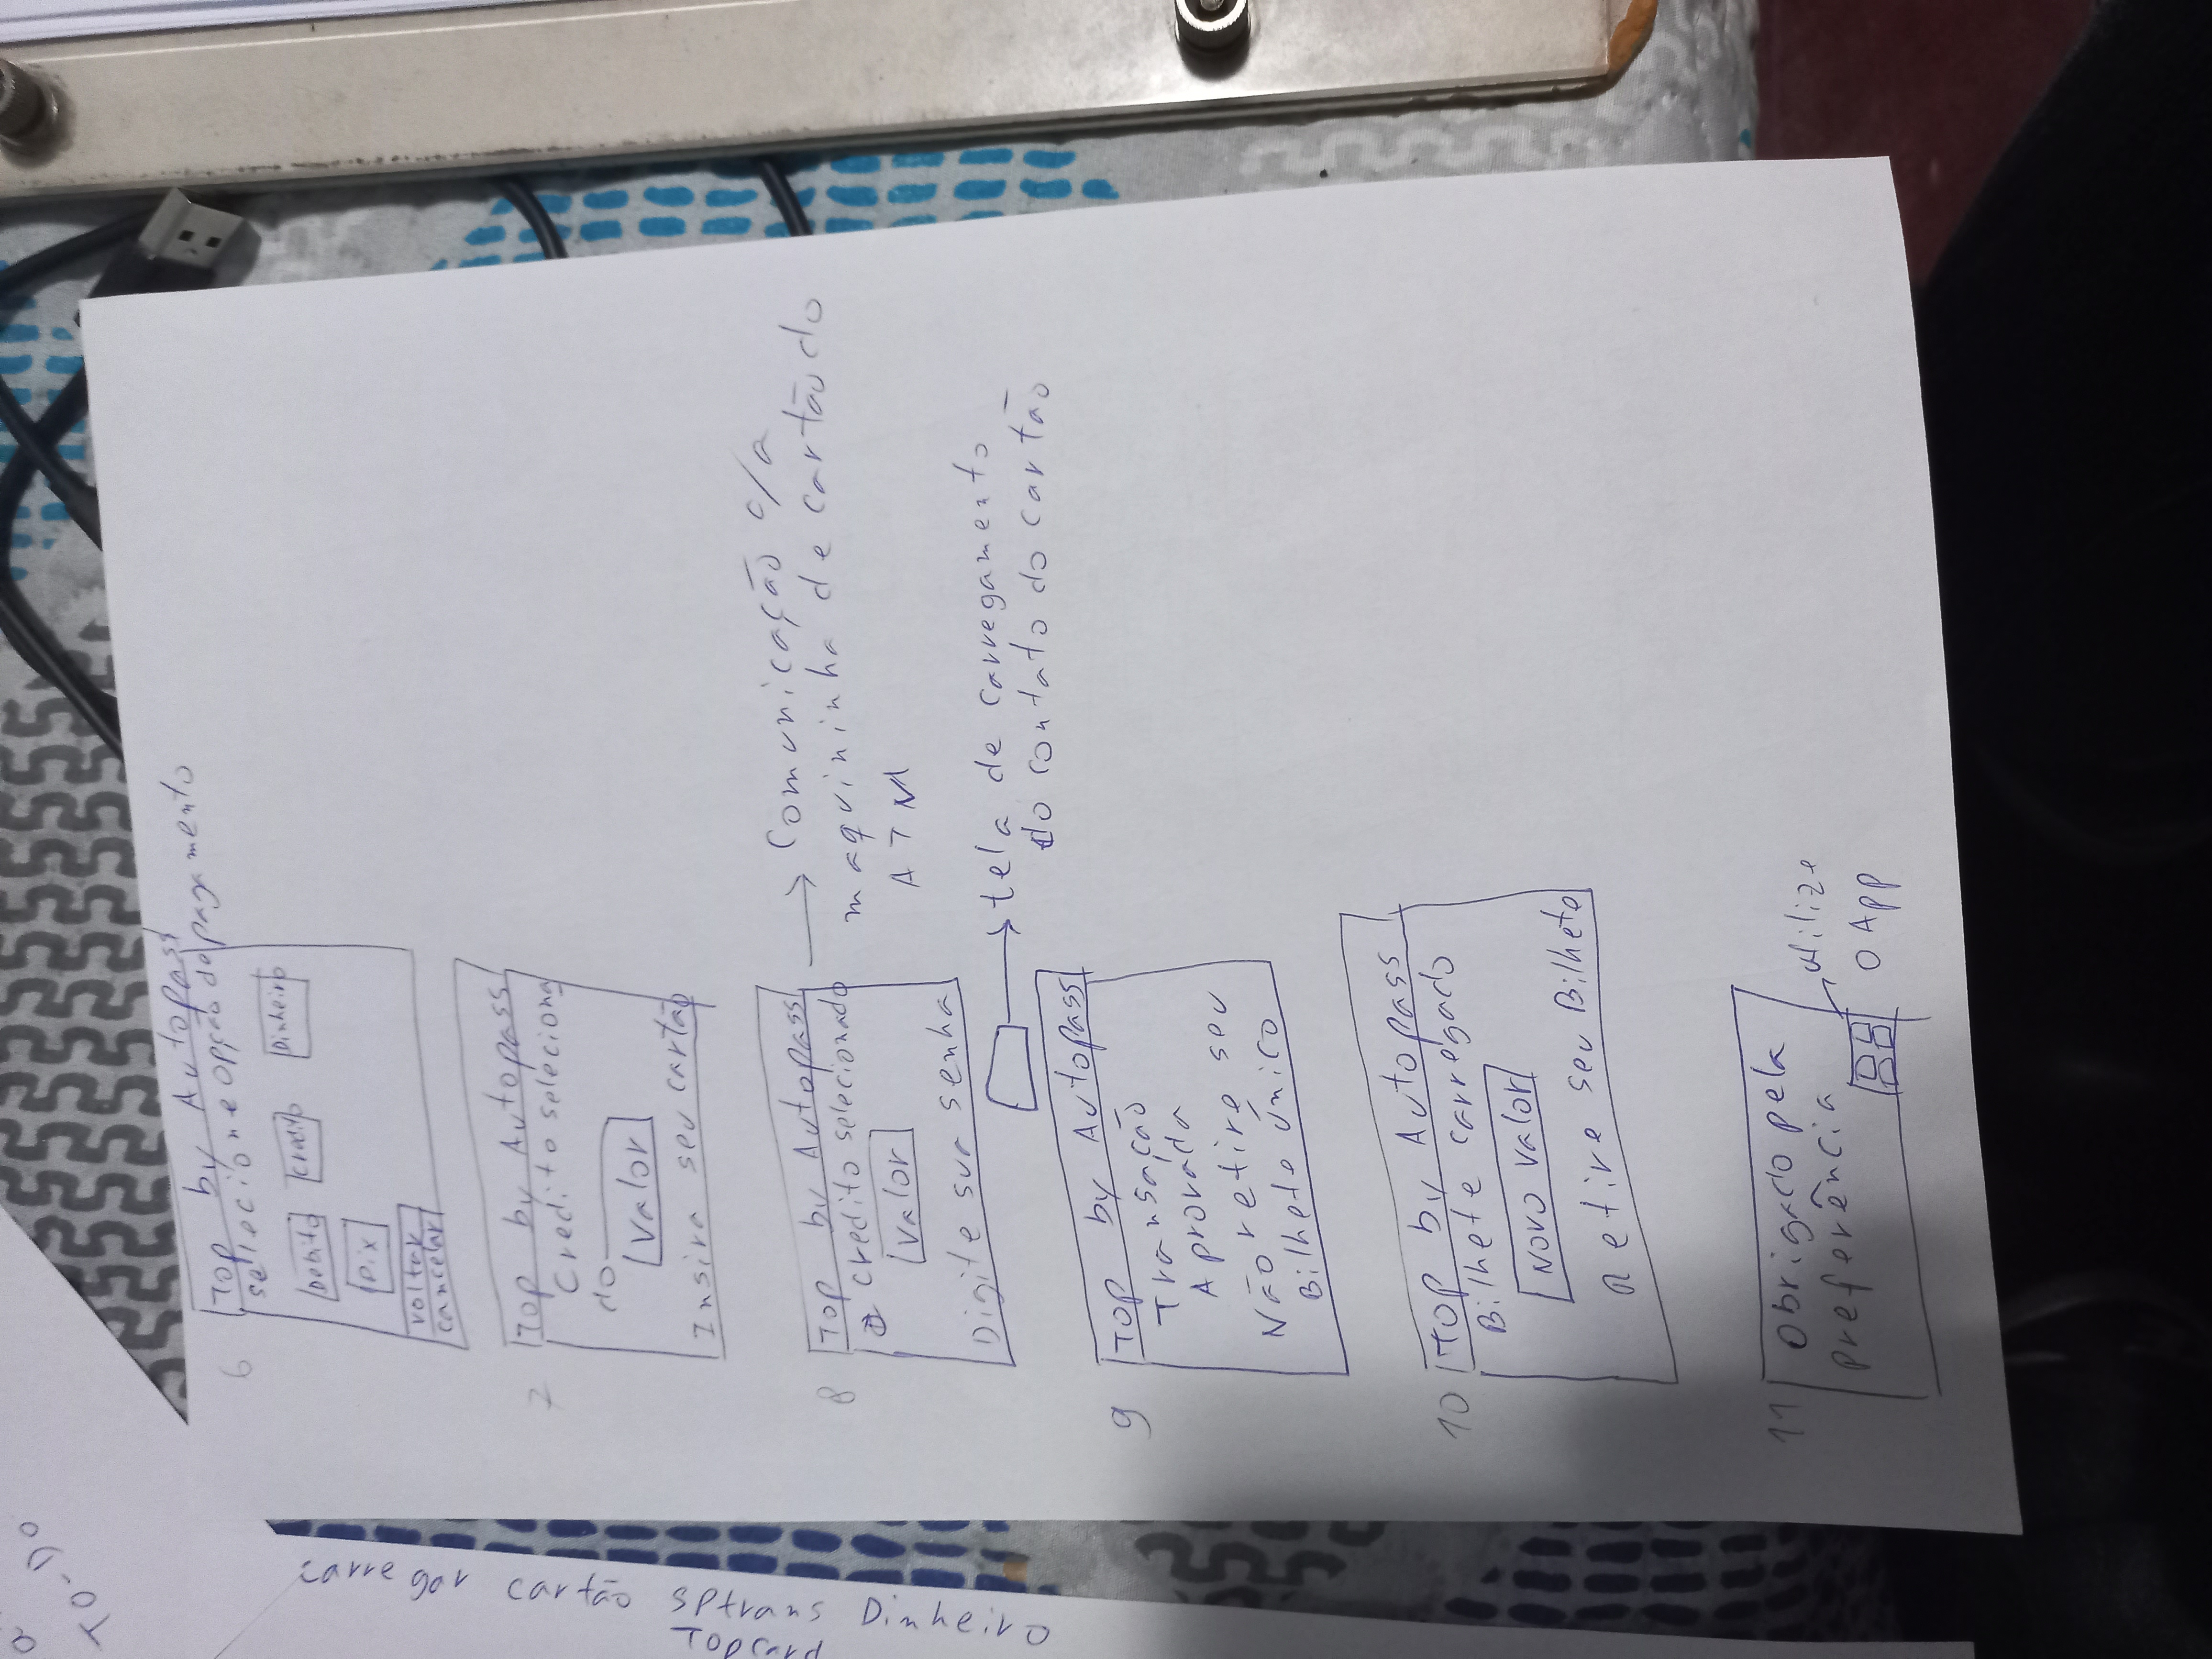 TO-DO
Carregar cartão sptrans Dinheiro
Topcard
6
Top by Autopass
selecione opção de pagamento
Debito
Credito
Dinheiro
Pix
voltar
cancelar
7
Top by Autopass
Credito seleciona
do
Valor
Insira seu cartão
8
Top by Autopass
Credito selecionado
Valor
Digite sua senha
Comunicação c/a
maquininha de cartão do
ATM
tela de carregamento
do contato do cartão
9
Top by Autopass
Transação
Aprovada
Não retire seu
Bilhete Único
10
Top by Autopass
Bilhete carregado
Novo valor
Retire seu Bilhete
11
Obrigado pela
preferência
utilize
O App